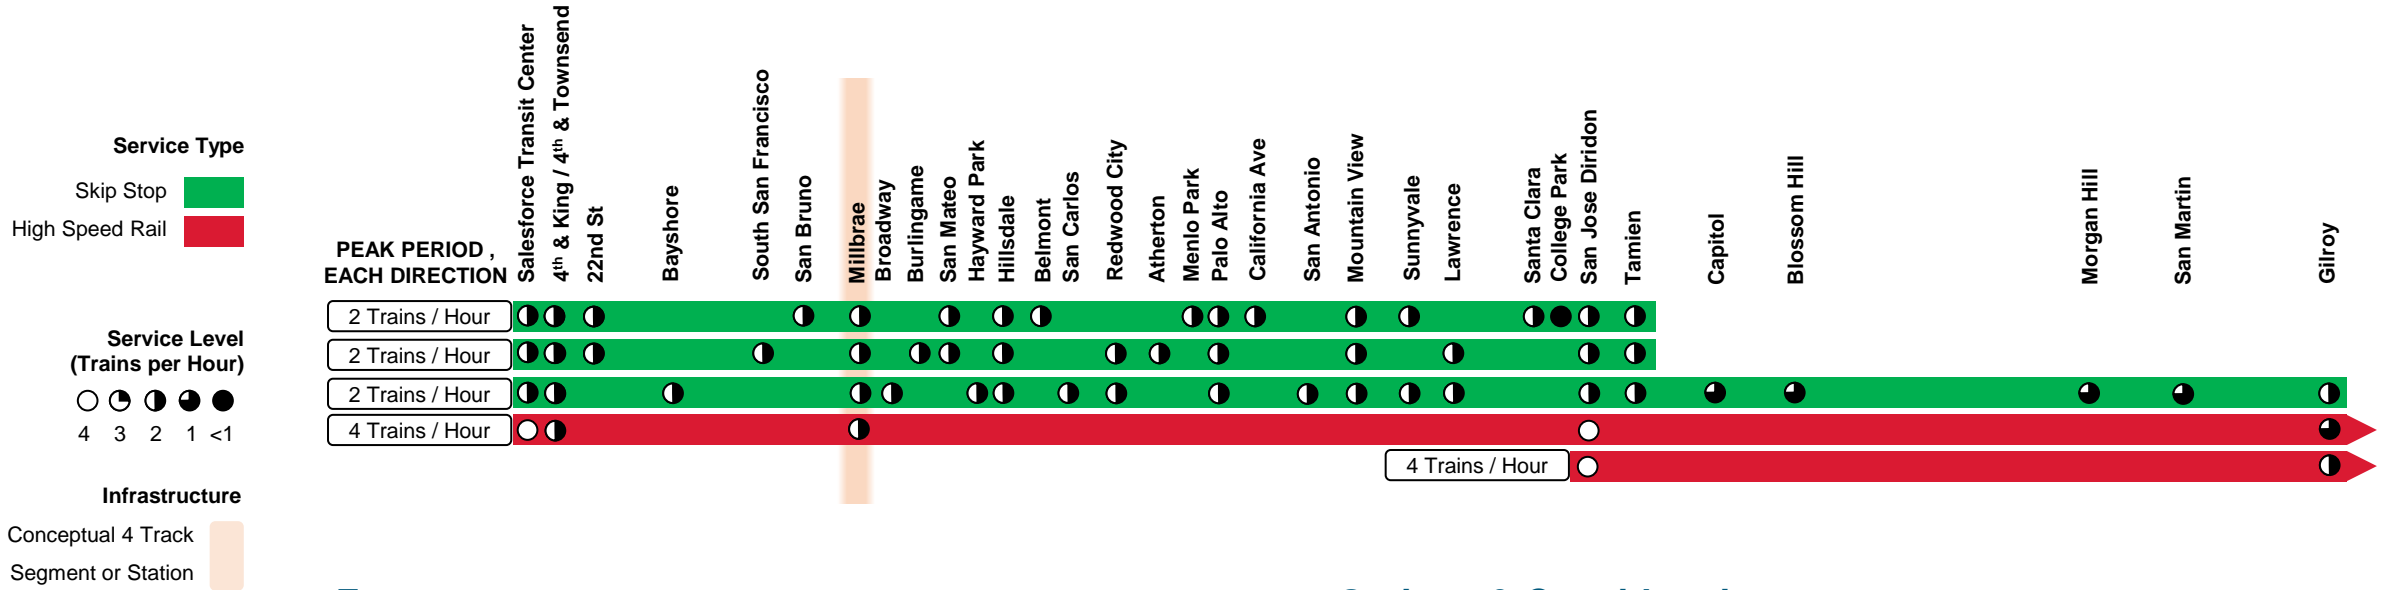 Service Type
Skip Stop
High Speed Rail
Service Level
(Trains per Hour)
4 3 2 1 <1
Infrastructure
Conceptual 4 Track
Segment or Station
PEAK PERIOD ,
EACH DIRECTION
Salesforce Transit Center
4th & King / 4th & Townsend
22nd St
Bayshore
South San Francisco
San Bruno
Millbrae
Broadway
Burlingame
San Mateo
Hayward Park
Hillsdale
Belmont
San Carlos
Redwood City
Atherton
Menlo Park
Palo Alto
California Ave
San Antonio
Mountain View
Sunnyvale
Lawrence
Santa Clara
College Park
San Jose Diridon
Tamien
Capitol
Blossom Hill
Morgan Hill
San Martin
Gilroy
2 Trains / Hour
2 Trains / Hour
2 Trains / Hour
4 Trains / Hour
4 Trains / Hour